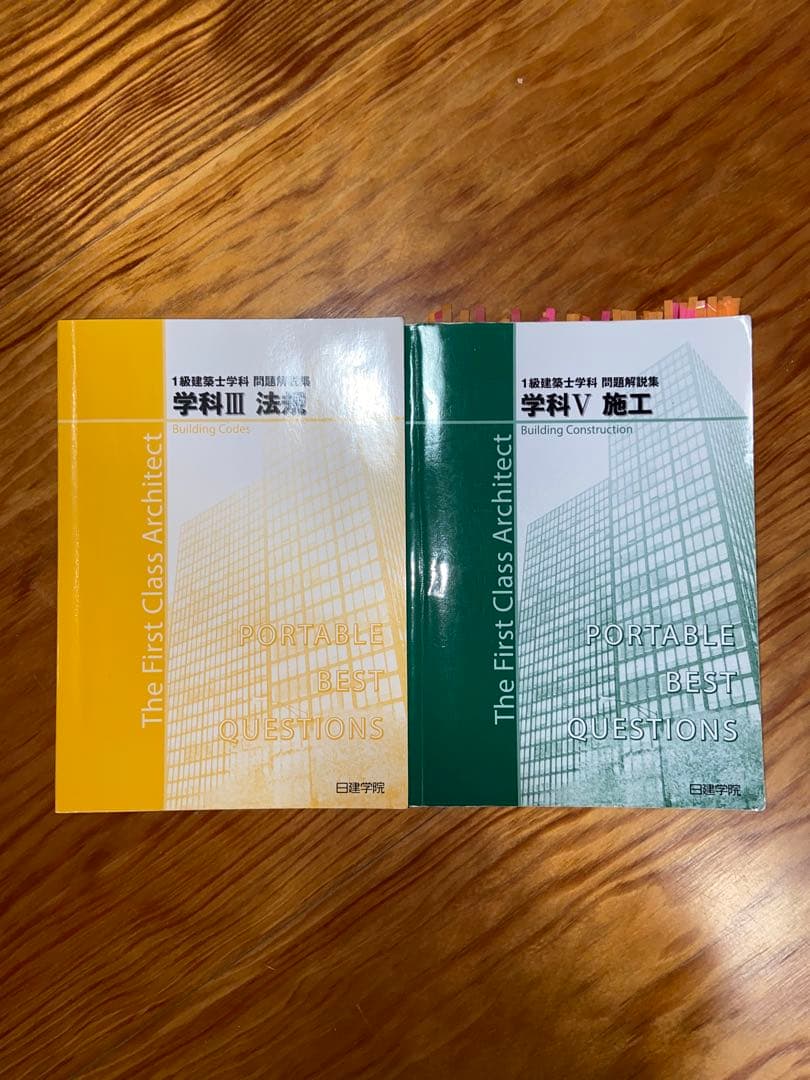 1級建築士学科 問題解説集
学科Ⅲ 法規
Building Codes
The First Class Architect
PORTABLE
BEST
QUESTIONS
日建学院
1級建築士学科 問題解説集
学科Ⅴ 施工
Building Construction
The First Class Architect
PORTABLE
BEST
QUESTIONS
日建学院